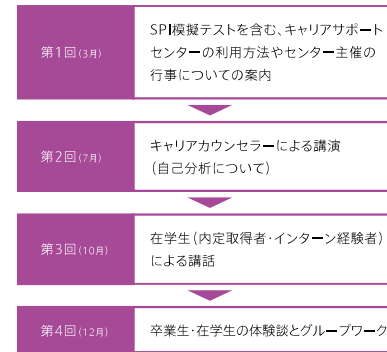 第1回(3月)
SPI模擬テストを含む、キャリアサポート
センターの利用方法やセンター主催の
行事についての案内
第2回(7月)
キャリアカウンセラーによる講演
(自己分析について)
第3回(10月)
在学生(内定取得者・インターン経験者)
による講話
第4回(12月)
卒業生・在学生の体験談とグループワーク